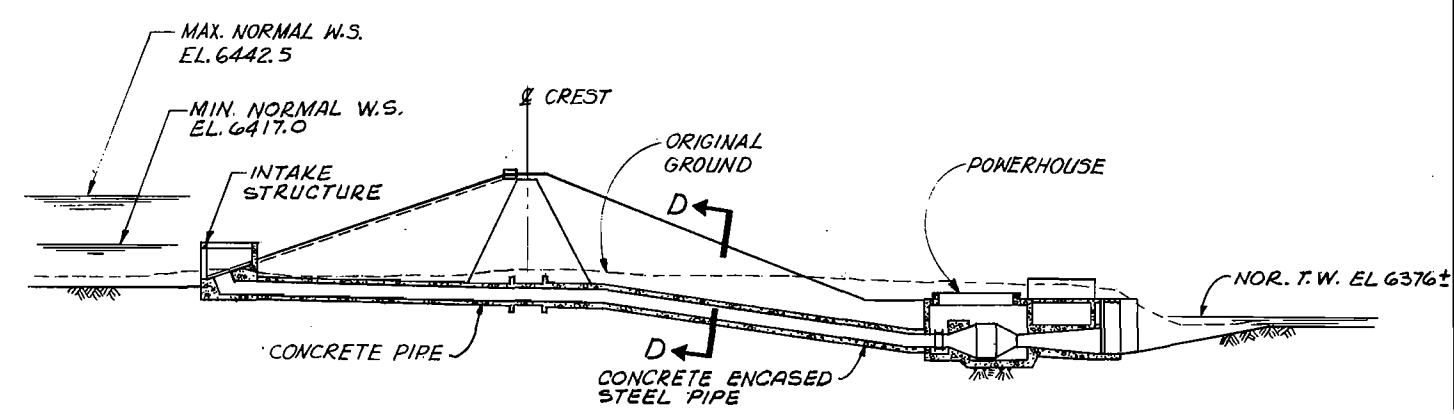 MAX. NORMAL W.S.
EL. 6442.5
MIN. NORMAL W.S.
EL. 6417.0
INTAKE
STRUCTURE
℄ CREST
ORIGINAL
GROUND
POWERHOUSE
D
NOR. T.W. EL 6376±
CONCRETE PIPE
D
CONCRETE ENCASED
STEEL PIPE